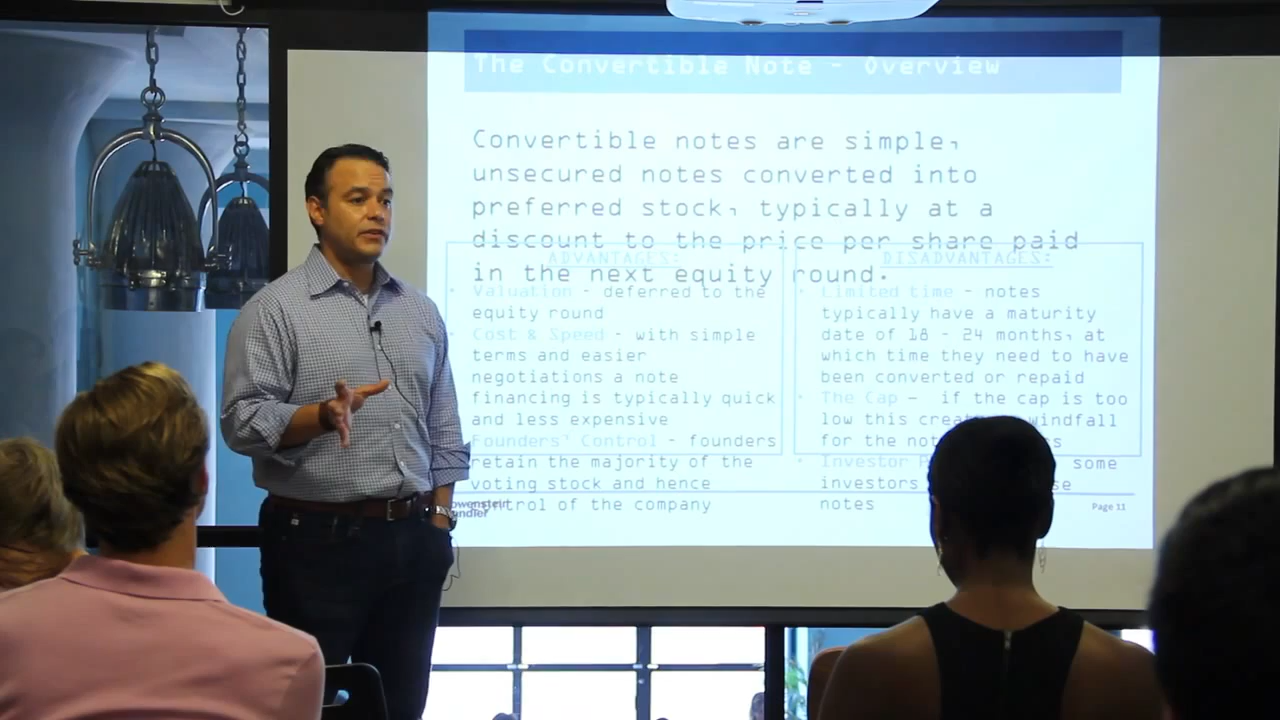 The Convertible Note - Overview
Convertible notes are simple,
unsecured notes converted into
preferred stock, typically at a
discount to the price per share paid
in the next equity round.
ADVANTAGES:
• Valuation - deferred to the
equity round
• Cost & Speed - with simple
terms and easier
negotiations a note
financing is typically quick
and less expensive
Founders' Control - founders
retain the majority of the
voting stock and hence
of the company
DISADVANTAGES:
• Limited time - notes
typically have a maturity
date of 18 - 24 months, at
which time they need to have
been converted or repaid
• The Cap - if the cap is too
low this windfall
for the
• Investor some
investors
notes
Page 11